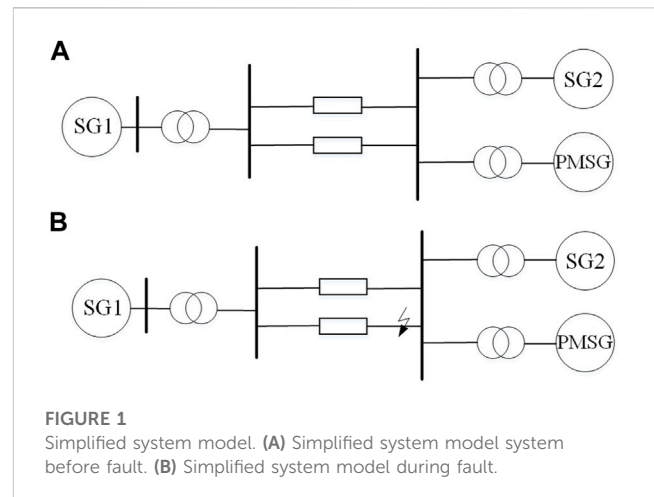 A
SG1
SG2
PMSG
B
SG1
SG2
PMSG
FIGURE 1
Simplified system model. (A) Simplified system model system
before fault. (B) Simplified system model during fault.